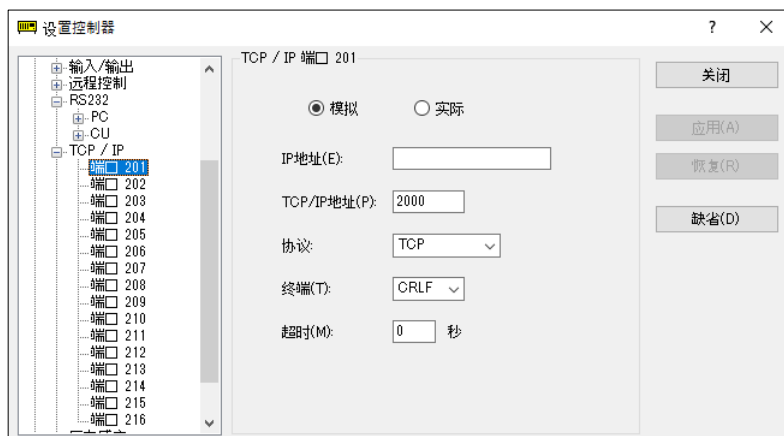 设置控制器
输入/输出
远程控制
RS232
PC
CU
TCP / IP
端口 201
端口 202
端口 203
端口 204
端口 205
端口 206
端口 207
端口 208
端口 209
端口 210
端口 211
端口 212
端口 213
端口 214
端口 215
端口 216
TCP / IP 端口 201
模拟 实际
IP地址(E):
TCP/IP地址(P): 2000
协议: TCP
终端(T): CRLF
超时(M): 0 秒
关闭
应用(A)
恢复(R)
缺省(D)